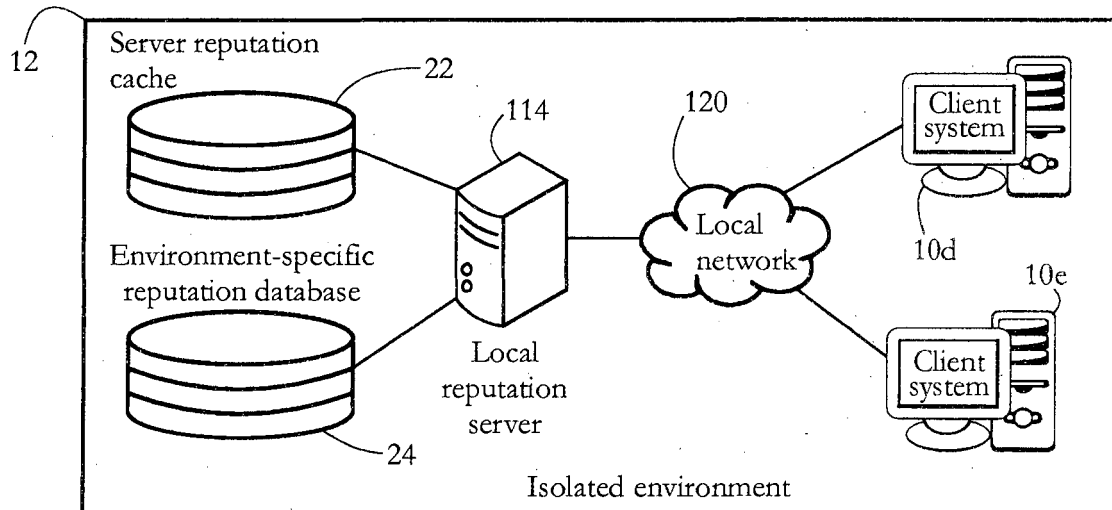 12
Server reputation
cache
22
114
120
Client
system
10d
Environment-specific
reputation database
Local
network
10e
Local
reputation
server
Client
system
24
Isolated environment